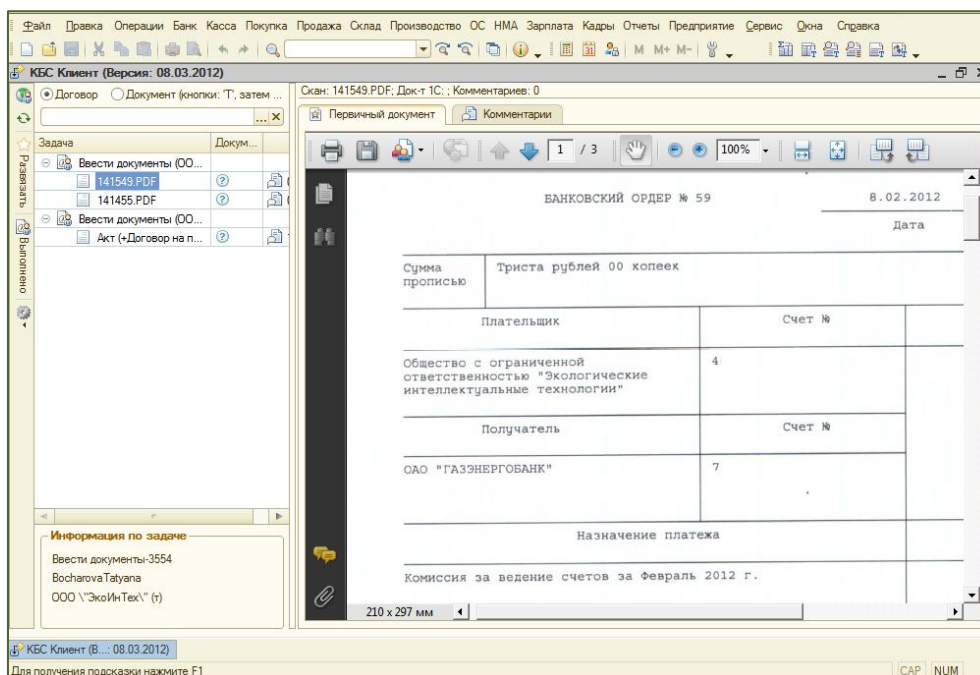 Файл Правка Операции Банк Касса Покупка Продажа Склад Производство ОС НМА Зарплата Кадры Отчеты Предприятие Сервис Окна Справка
M M+ M-
КБС Клиент (Версия: 08.03.2012)
Договор Документ (кнопки: 'Т', затем ...
... X
Задача Докум...
Ввести документы (ОО...
141549.PDF
141455.PDF
Ввести документы (ОО...
Акт (+Договор на п...
Развязать
Выполнено
Информация по задаче
Ввести документы-3554
BocharovaTatyana
ООО \"ЭкоИнТех\" (т)
Скан: 141549.PDF; Док-т 1С: ; Комментариев: 0
Первичный документ Комментарии
1 / 3 100%
БАНКОВСКИЙ ОРДЕР № 59 8.02.2012
Дата
Сумма прописью Триста рублей 00 копеек
Плательщик Счет №
Общество с ограниченной 4
ответственностью "Экологические
интеллектуальные технологии"
Получатель Счет №
ОАО "ГАЗЭНЕРГОБАНК" 7
Назначение платежа
Комиссия за ведение счетов за Февраль 2012 г.
210 x 297 мм
КБС Клиент (В...: 08.03.2012)
Для получения подсказки нажмите F1 CAP NUM